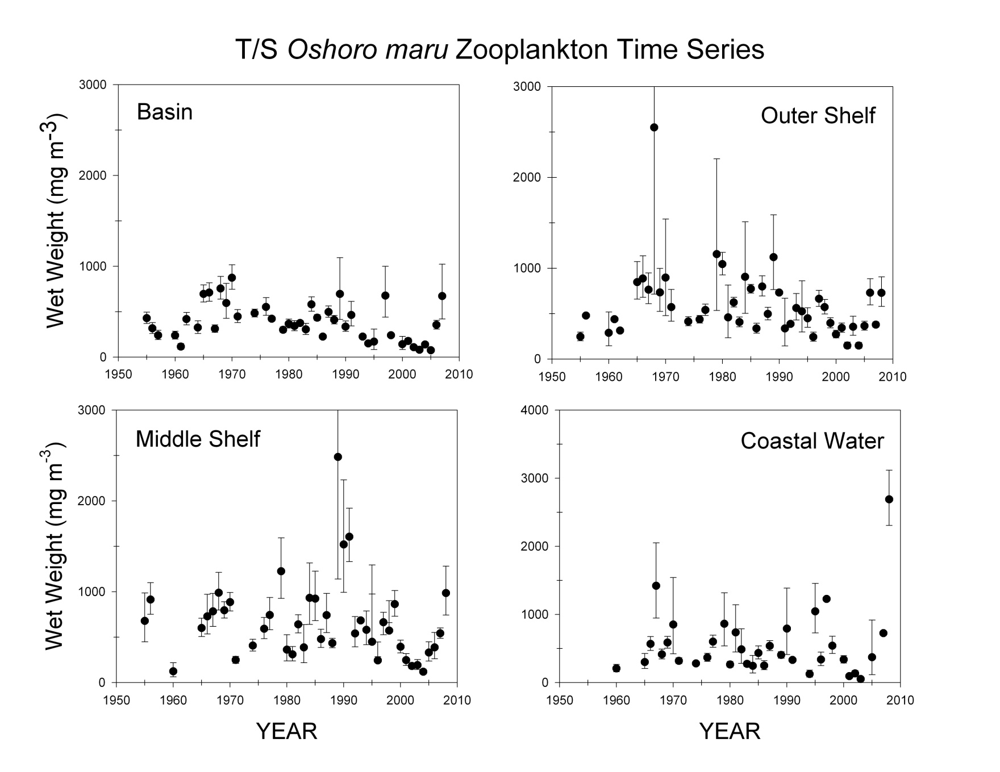 T/S Oshoro maru Zooplankton Time Series
Basin
Wet Weight (mg m-3)
3000
2000
1000
0
1950 1960 1970 1980 1990 2000 2010
Outer Shelf
3000
2000
1000
0
1950 1960 1970 1980 1990 2000 2010
Middle Shelf
Wet Weight (mg m-3)
3000
2000
1000
0
1950 1960 1970 1980 1990 2000 2010
YEAR
Coastal Water
4000
3000
2000
1000
0
1950 1960 1970 1980 1990 2000 2010
YEAR